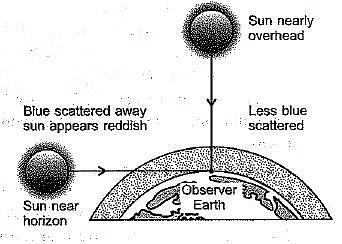 Sun nearly
overhead
Blue scattered away
sun appears reddish
Less blue
scattered
Sun near
horizon
Observer
Earth